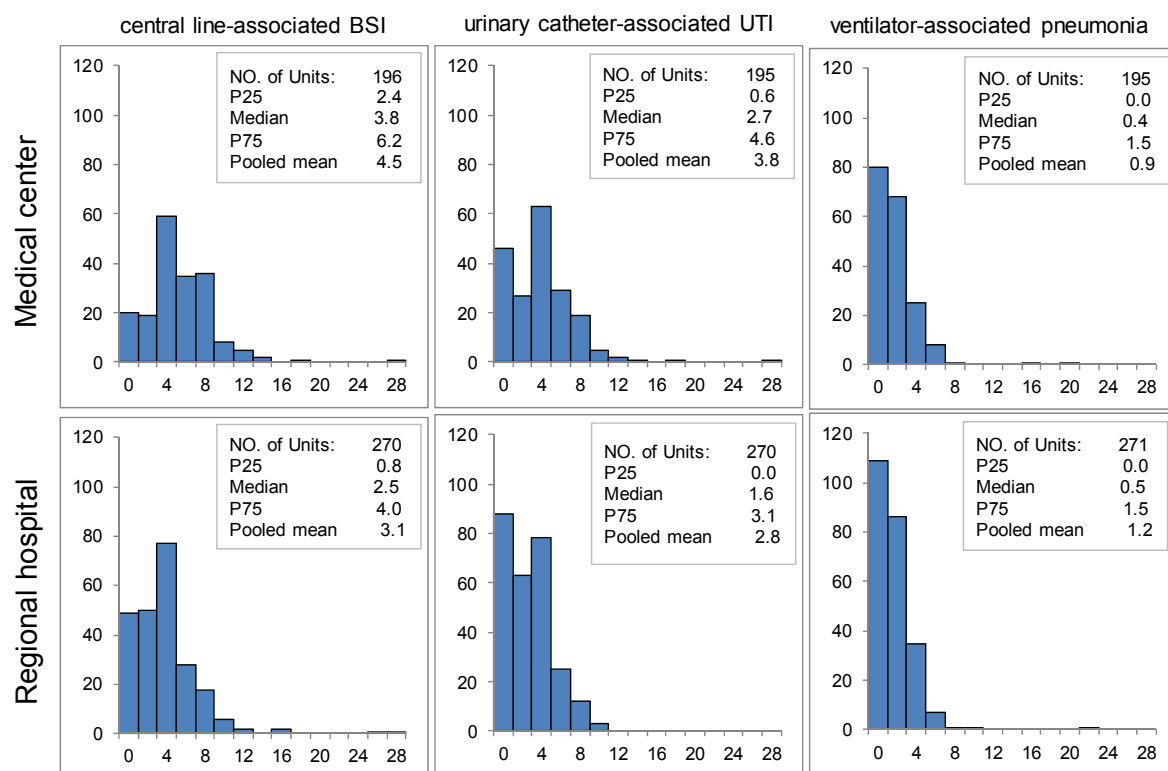 central line-associated BSI
urinary catheter-associated UTI
ventilator-associated pneumonia
Medical center
120
100
80
60
40
20
0
NO. of Units: 196
P25 2.4
Median 3.8
P75 6.2
Pooled mean 4.5
0 4 8 12 16 20 24 28
120
100
80
60
40
20
0
NO. of Units: 195
P25 0.6
Median 2.7
P75 4.6
Pooled mean 3.8
0 4 8 12 16 20 24 28
120
100
80
60
40
20
0
NO. of Units: 195
P25 0.0
Median 0.4
P75 1.5
Pooled mean 0.9
0 4 8 12 16 20 24 28
Regional hospital
120
100
80
60
40
20
0
NO. of Units: 270
P25 0.8
Median 2.5
P75 4.0
Pooled mean 3.1
0 4 8 12 16 20 24 28
120
100
80
60
40
20
0
NO. of Units: 270
P25 0.0
Median 1.6
P75 3.1
Pooled mean 2.8
0 4 8 12 16 20 24 28
120
100
80
60
40
20
0
NO. of Units: 271
P25 0.0
Median 0.5
P75 1.5
Pooled mean 1.2
0 4 8 12 16 20 24 28